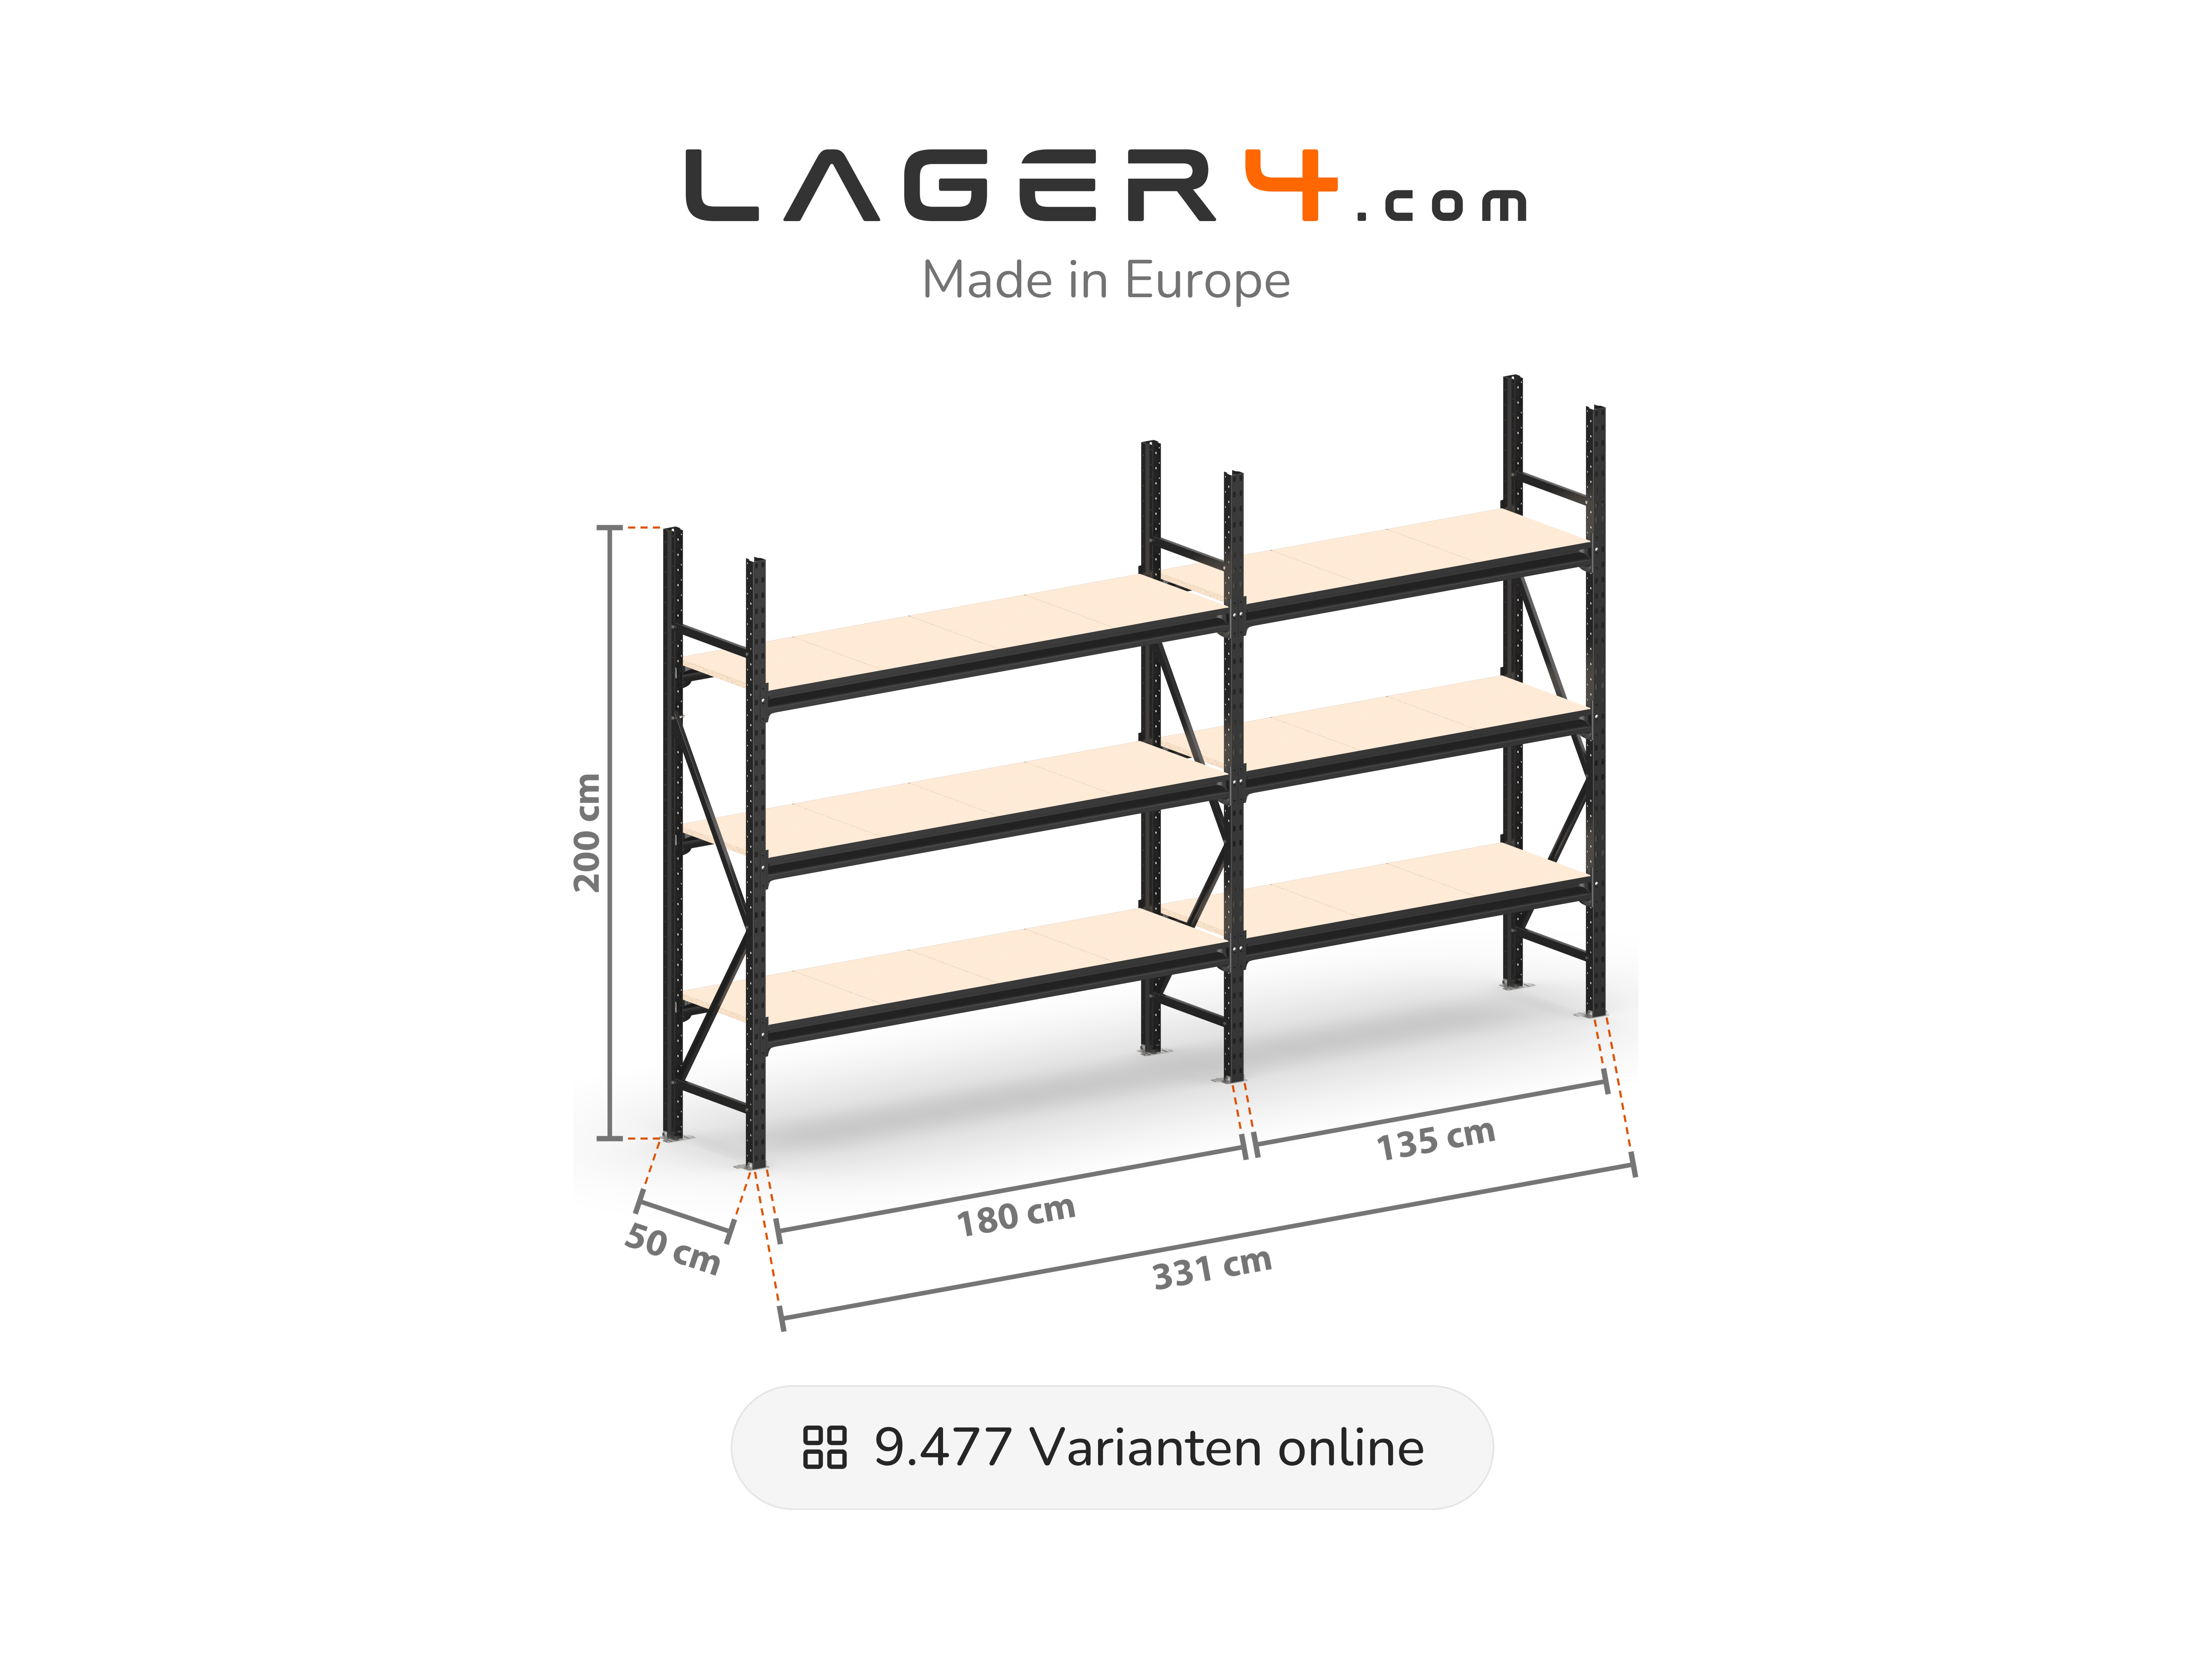 LAGER4.com
Made in Europe
200 cm
50 cm
180 cm
135 cm
331 cm
9.477 Varianten online